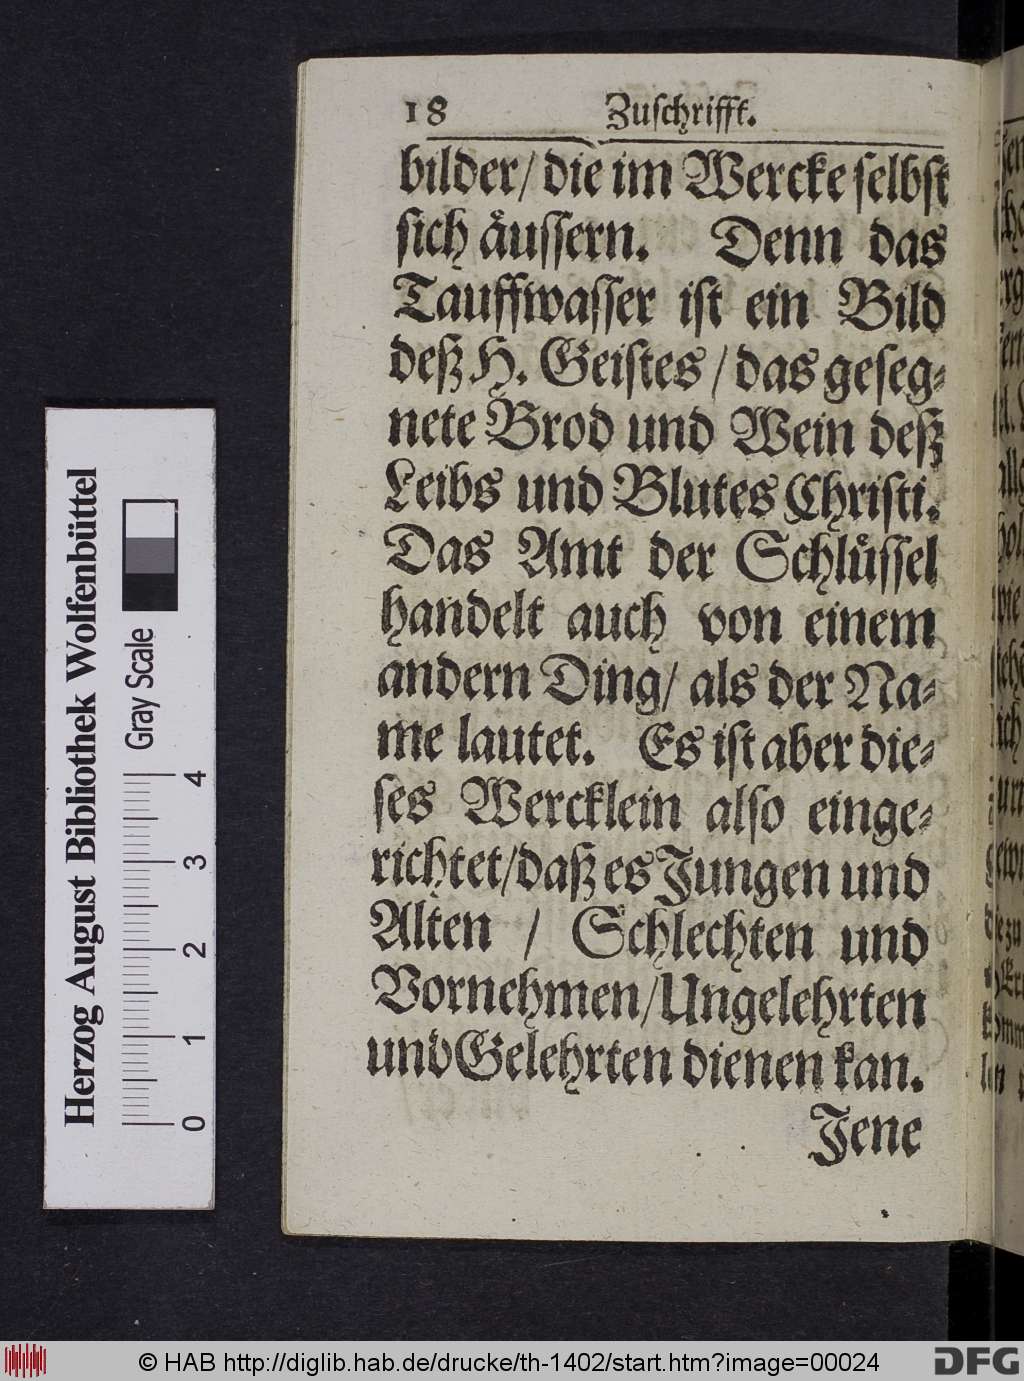 18 Zuſchrifft.
bilder/ die im Wercke ſelbſt
ſich aͤuſſern. Denn das
Tauffwaſſer iſt ein Bild
deß H. Geiſtes / das geſeg-
nete Brod und Wein deß
Leibs und Blutes Chriſti.
Das Amt der Schluͤſſel
handelt auch von einem
andern Ding/ als der Na-
me lautet. Es iſt aber die-
ſes Wercklein alſo einge-
richtet/ daß es Jungen und
Alten / Schlechten und
Vornehmen/ Ungelehrten
und Gelehrten dienen kan.
Jene
Herzog August Bibliothek Wolfenbüttel
Gray Scale
0 1 2 3 4
© HAB http://diglib.hab.de/drucke/th-1402/start.htm?image=00024
DFG